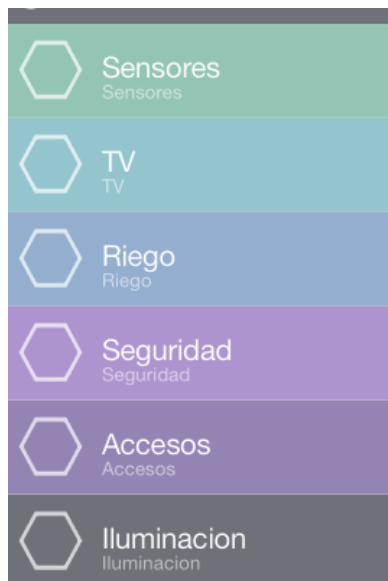 Sensores
Sensores
TV
TV
Riego
Riego
Seguridad
Seguridad
Accesos
Accesos
Iluminacion
Iluminacion